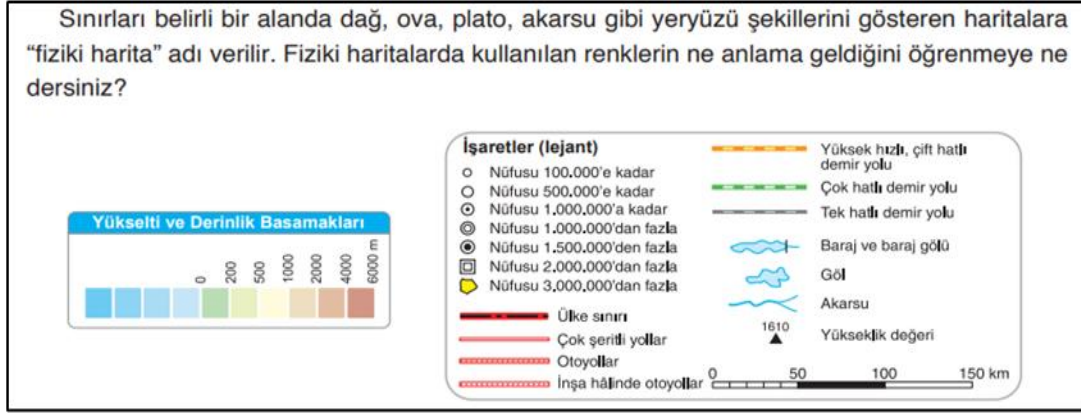 Sınırları belirli bir alanda dağ, ova, plato, akarsu gibi yeryüzü şekillerini gösteren haritalara
“fiziki harita” adı verilir. Fiziki haritalarda kullanılan renklerin ne anlama geldiğini öğrenmeye ne
dersiniz?
Yükselti ve Derinlik Basamakları
0 200 500 1000 2000 4000 6000 m
İşaretler (lejant)
Nüfusu 100.000'e kadar
Nüfusu 500.000'e kadar
Nüfusu 1.000.000'a kadar
Nüfusu 1.000.000'dan fazla
Nüfusu 1.500.000'den fazla
Nüfusu 2.000.000'dan fazla
Nüfusu 3.000.000'dan fazla
Ülke sınırı
Çok şeritli yollar
Otoyollar
İnşa hâlinde otoyollar
Yüksek hızlı, çift hatlı
demir yolu
Çok hatlı demir yolu
Tek hatlı demir yolu
Baraj ve baraj gölü
Göl
Akarsu
1610
Yükseklik değeri
0 50 100 150 km